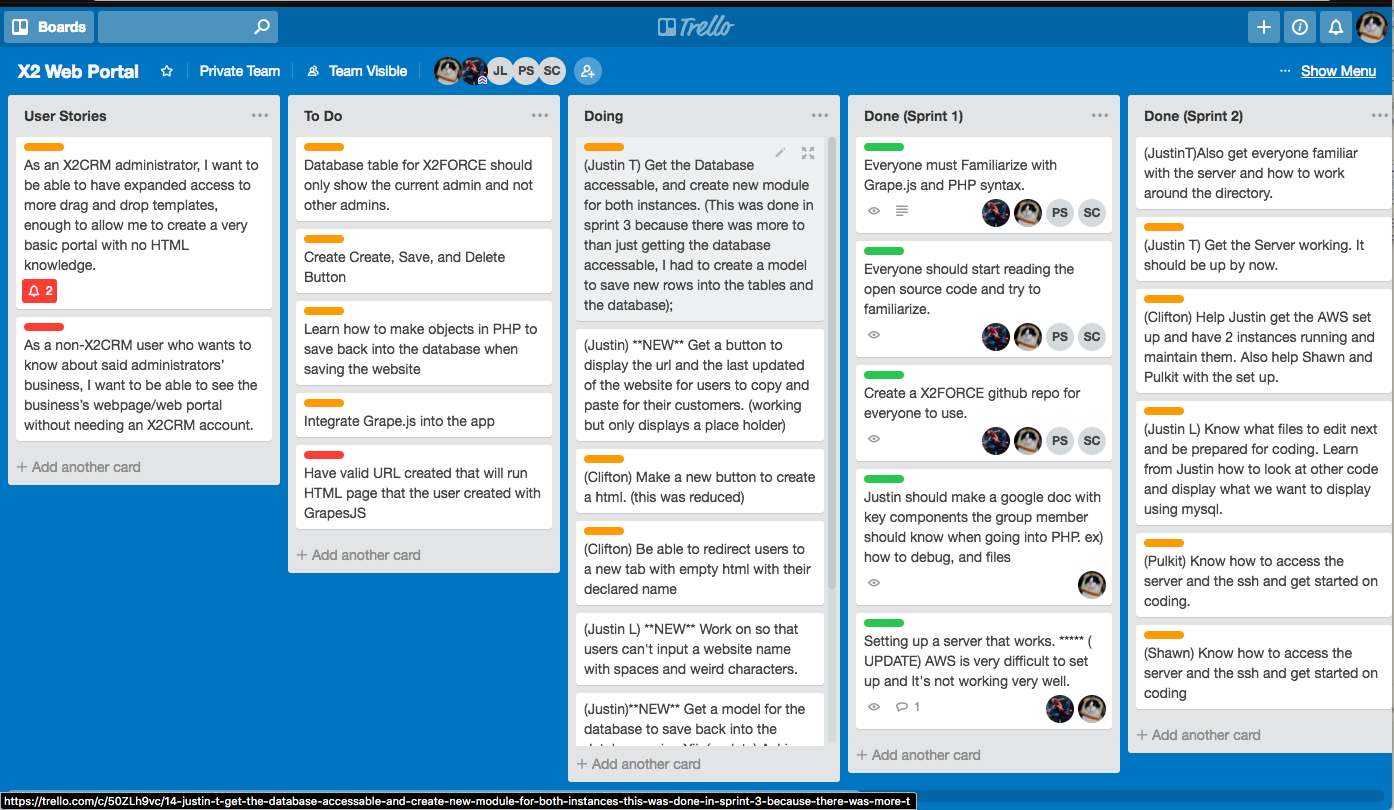 Boards
Trello
X2 Web Portal
Private Team
Team Visible
JL
PS
SC
Show Menu
User Stories
As an X2CRM administrator, I want to
be able to have expanded access to
more drag and drop templates,
enough to allow me to create a very
basic portal with no HTML
knowledge.
2
As a non-X2CRM user who wants to
know about said administrators’
business, I want to be able to see the
business’s webpage/web portal
without needing an X2CRM account.
+ Add another card
To Do
Database table for X2FORCE should
only show the current admin and not
other admins.
Create Create, Save, and Delete
Button
Learn how to make objects in PHP to
save back into the database when
saving the website
Integrate Grape.js into the app
Have valid URL created that will run
HTML page that the user created with
GrapesJS
+ Add another card
Doing
(Justin T) Get the Database
accessable, and create new module
for both instances. (This was done in
sprint 3 because there was more to
than just getting the database
accessable, I had to create a model
to save new rows into the tables and
the database);
(Justin) **NEW** Get a button to
display the url and the last updated
of the website for users to copy and
paste for their customers. (working
but only displays a place holder)
(Clifton) Make a new button to create
a html. (this was reduced)
(Clifton) Be able to redirect users to
a new tab with empty html with their
declared name
(Justin L) **NEW** Work on so that
users can't input a website name
with spaces and weird characters.
(Justin)**NEW** Get a model for the
database to save back into the
+ Add another card
Done (Sprint 1)
Everyone must Familiarize with
Grape.js and PHP syntax.
PS
SC
Everyone should start reading the
open source code and try to
familiarize.
PS
SC
Create a X2FORCE github repo for
everyone to use.
PS
SC
Justin should make a google doc with
key components the group member
should know when going into PHP. ex)
how to debug, and files
Setting up a server that works. ***** (
UPDATE) AWS is very difficult to set
up and It's not working very well.
1
+ Add another card
Done (Sprint 2)
(JustinT)Also get everyone familiar
with the server and how to work
around the directory.
(Justin T) Get the Server working. It
should be up by now.
(Clifton) Help Justin get the AWS set
up and have 2 instances running and
maintain them. Also help Shawn and
Pulkit with the set up.
(Justin L) Know what files to edit next
and be prepared for coding. Learn
from Justin how to look at other code
and display what we want to display
using mysql.
(Pulkit) Know how to access the
server and the ssh and get started on
coding.
(Shawn) Know how to access the
server and the ssh and get started on
coding
+ Add another card
https://trello.com/c/50ZLh9vc/14-justin-t-get-the-database-accessable-and-create-new-module-for-both-instances-this-was-done-in-sprint-3-because-there-was-more-t